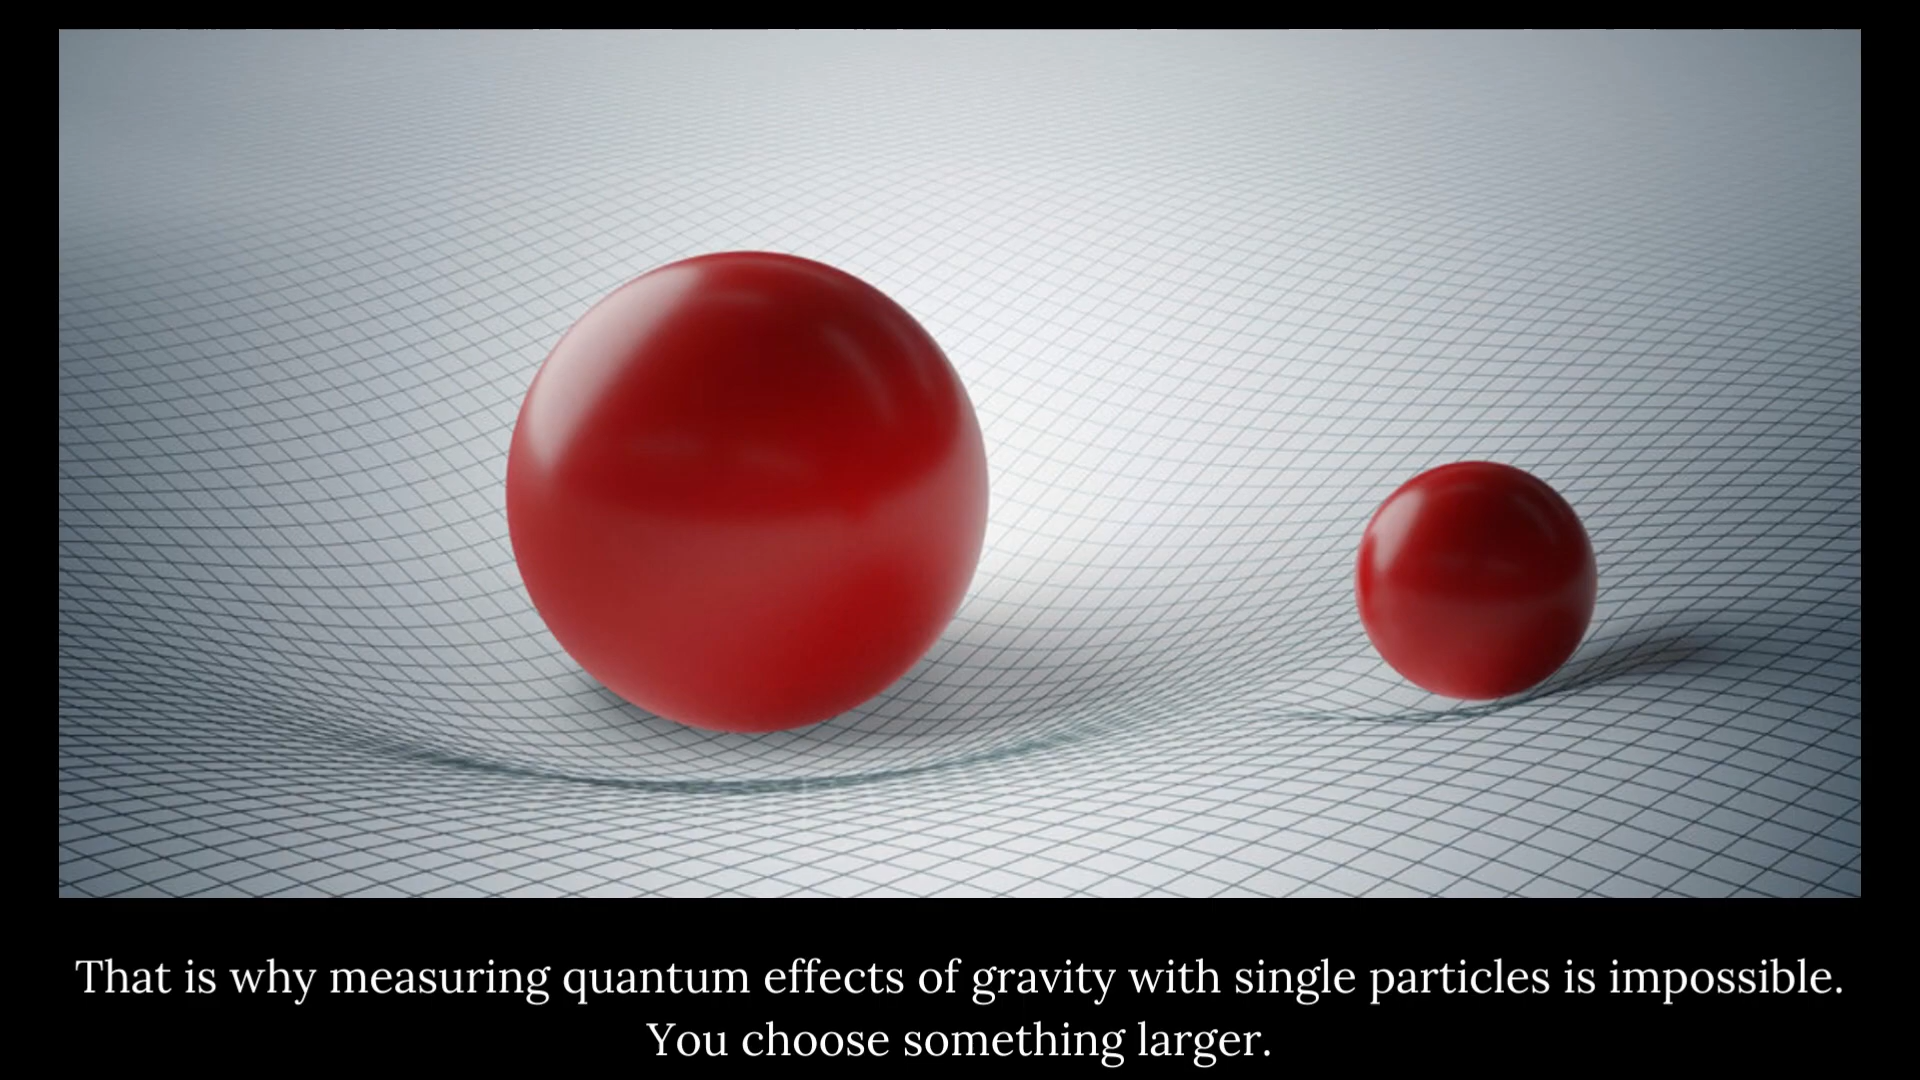 That is why measuring quantum effects of gravity with single particles is impossible.
You choose something larger.